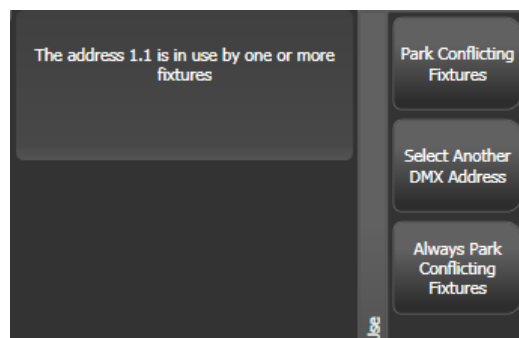 The address 1.1 is in use by one or more
fixtures
Park Conflicting
Fixtures
Select Another
DMX Address
Always Park
Conflicting
Fixtures
Use